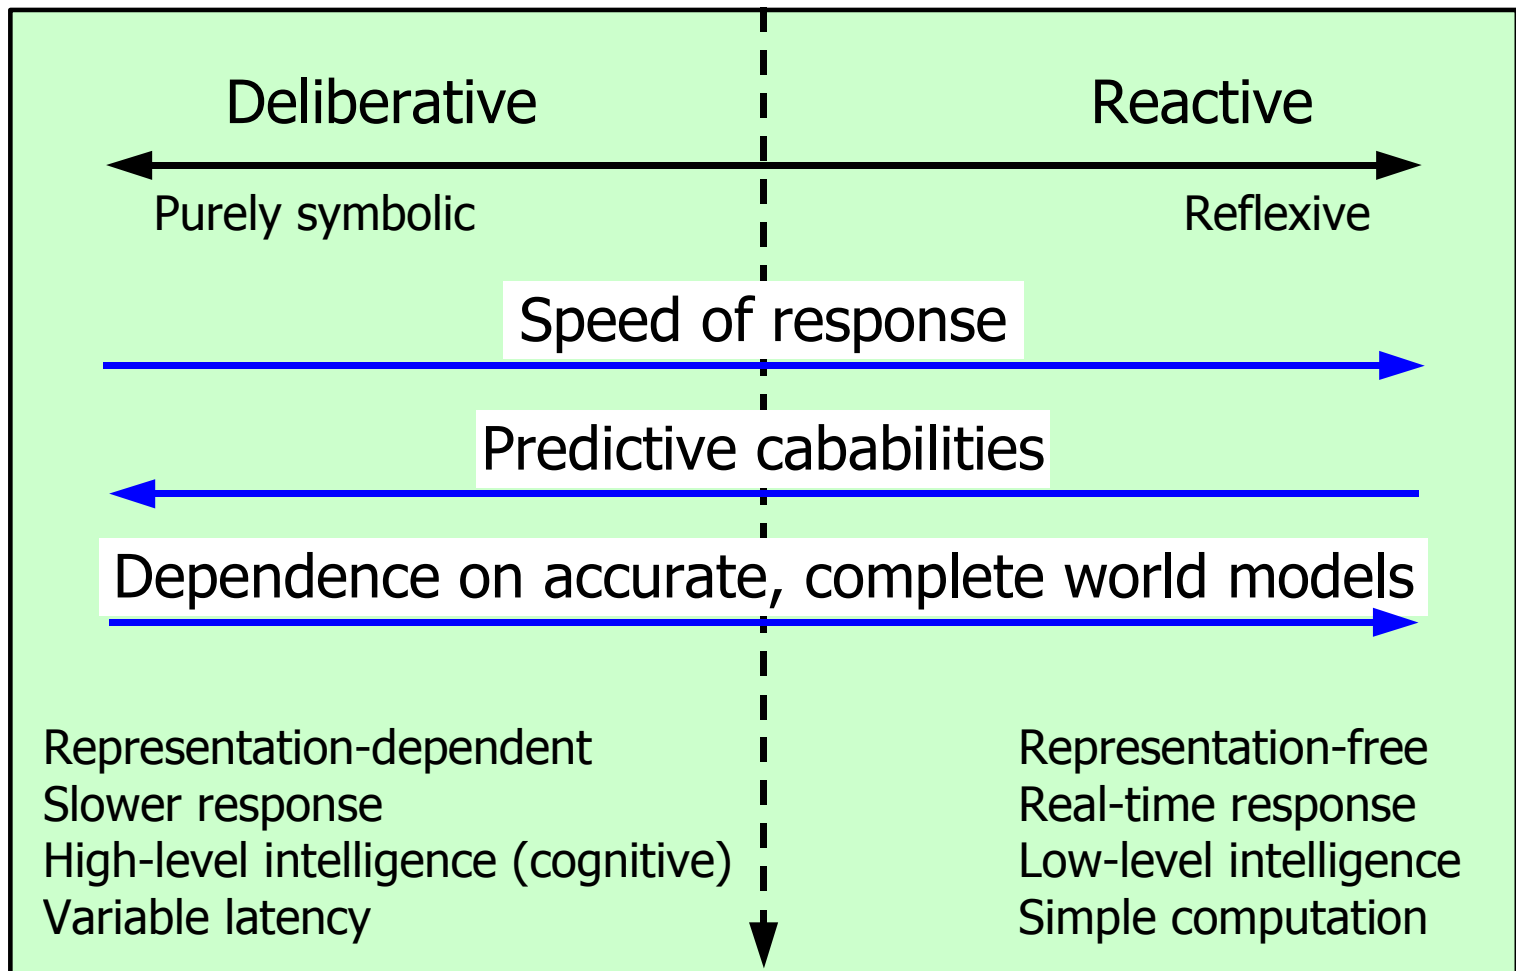 Deliberative
Reactive
Purely symbolic
Reflexive
Speed of response
Predictive cababilities
Dependence on accurate, complete world models
Representation-dependent
Slower response
High-level intelligence (cognitive)
Variable latency
Representation-free
Real-time response
Low-level intelligence
Simple computation